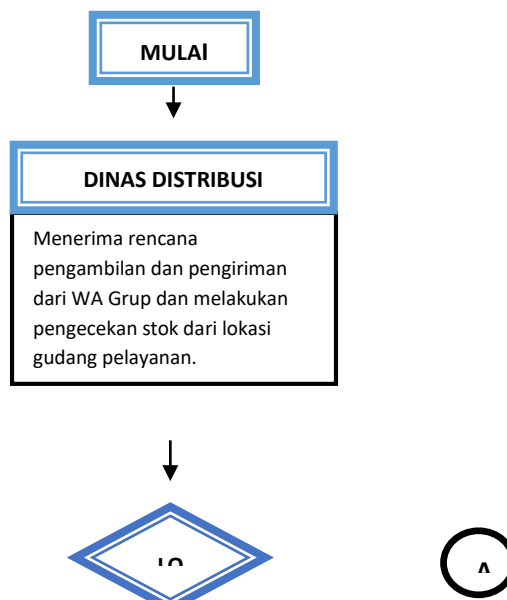 MULAI
DINAS DISTRIBUSI
Menerima rencana
pengambilan dan pengiriman
dari WA Grup dan melakukan
pengecekan stok dari lokasi
gudang pelayanan.